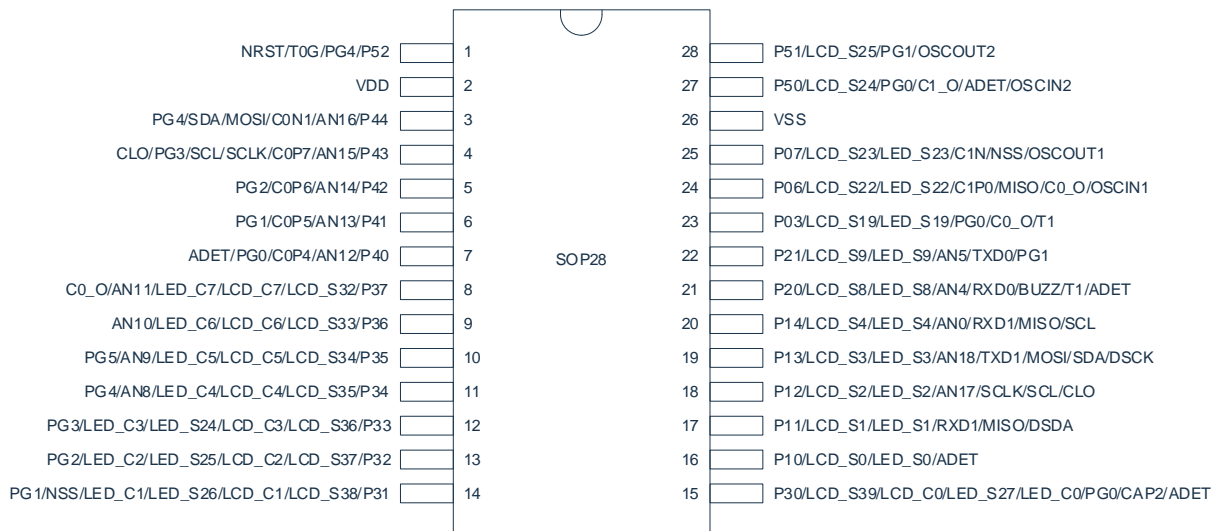 NRST/T0G/PG4/P52 1 28 P51/LCD_S25/PG1/OSCOUT2
VDD 2 27 P50/LCD_S24/PG0/C1_O/ADET/OSCIN2
PG4/SDA/MOSI/C0N1/AN16/P44 3 26 VSS
CLO/PG3/SCL/SCLK/C0P7/AN15/P43 4 25 P07/LCD_S23/LED_S23/C1N/NSS/OSCOUT1
PG2/C0P6/AN14/P42 5 24 P06/LCD_S22/LED_S22/C1P0/MISO/C0_O/OSCIN1
PG1/C0P5/AN13/P41 6 23 P03/LCD_S19/LED_S19/PG0/C0_O/T1
ADET/PG0/C0P4/AN12/P40 7 SOP28 22 P21/LCD_S9/LED_S9/AN5/TXD0/PG1
C0_O/AN11/LED_C7/LCD_C7/LCD_S32/P37 8 21 P20/LCD_S8/LED_S8/AN4/RXD0/BUZZ/T1/ADET
AN10/LED_C6/LCD_C6/LCD_S33/P36 9 20 P14/LCD_S4/LED_S4/AN0/RXD1/MISO/SCL
PG5/AN9/LED_C5/LCD_C5/LCD_S34/P35 10 19 P13/LCD_S3/LED_S3/AN18/TXD1/MOSI/SDA/DSCK
PG4/AN8/LED_C4/LCD_C4/LCD_S35/P34 11 18 P12/LCD_S2/LED_S2/AN17/SCLK/SCL/CLO
PG3/LED_C3/LED_S24/LCD_C3/LCD_S36/P33 12 17 P11/LCD_S1/LED_S1/RXD1/MISO/DSDA
PG2/LED_C2/LED_S25/LCD_C2/LCD_S37/P32 13 16 P10/LCD_S0/LED_S0/ADET
PG1/NSS/LED_C1/LED_S26/LCD_C1/LCD_S38/P31 14 15 P30/LCD_S39/LCD_C0/LED_S27/LED_C0/PG0/CAP2/ADET